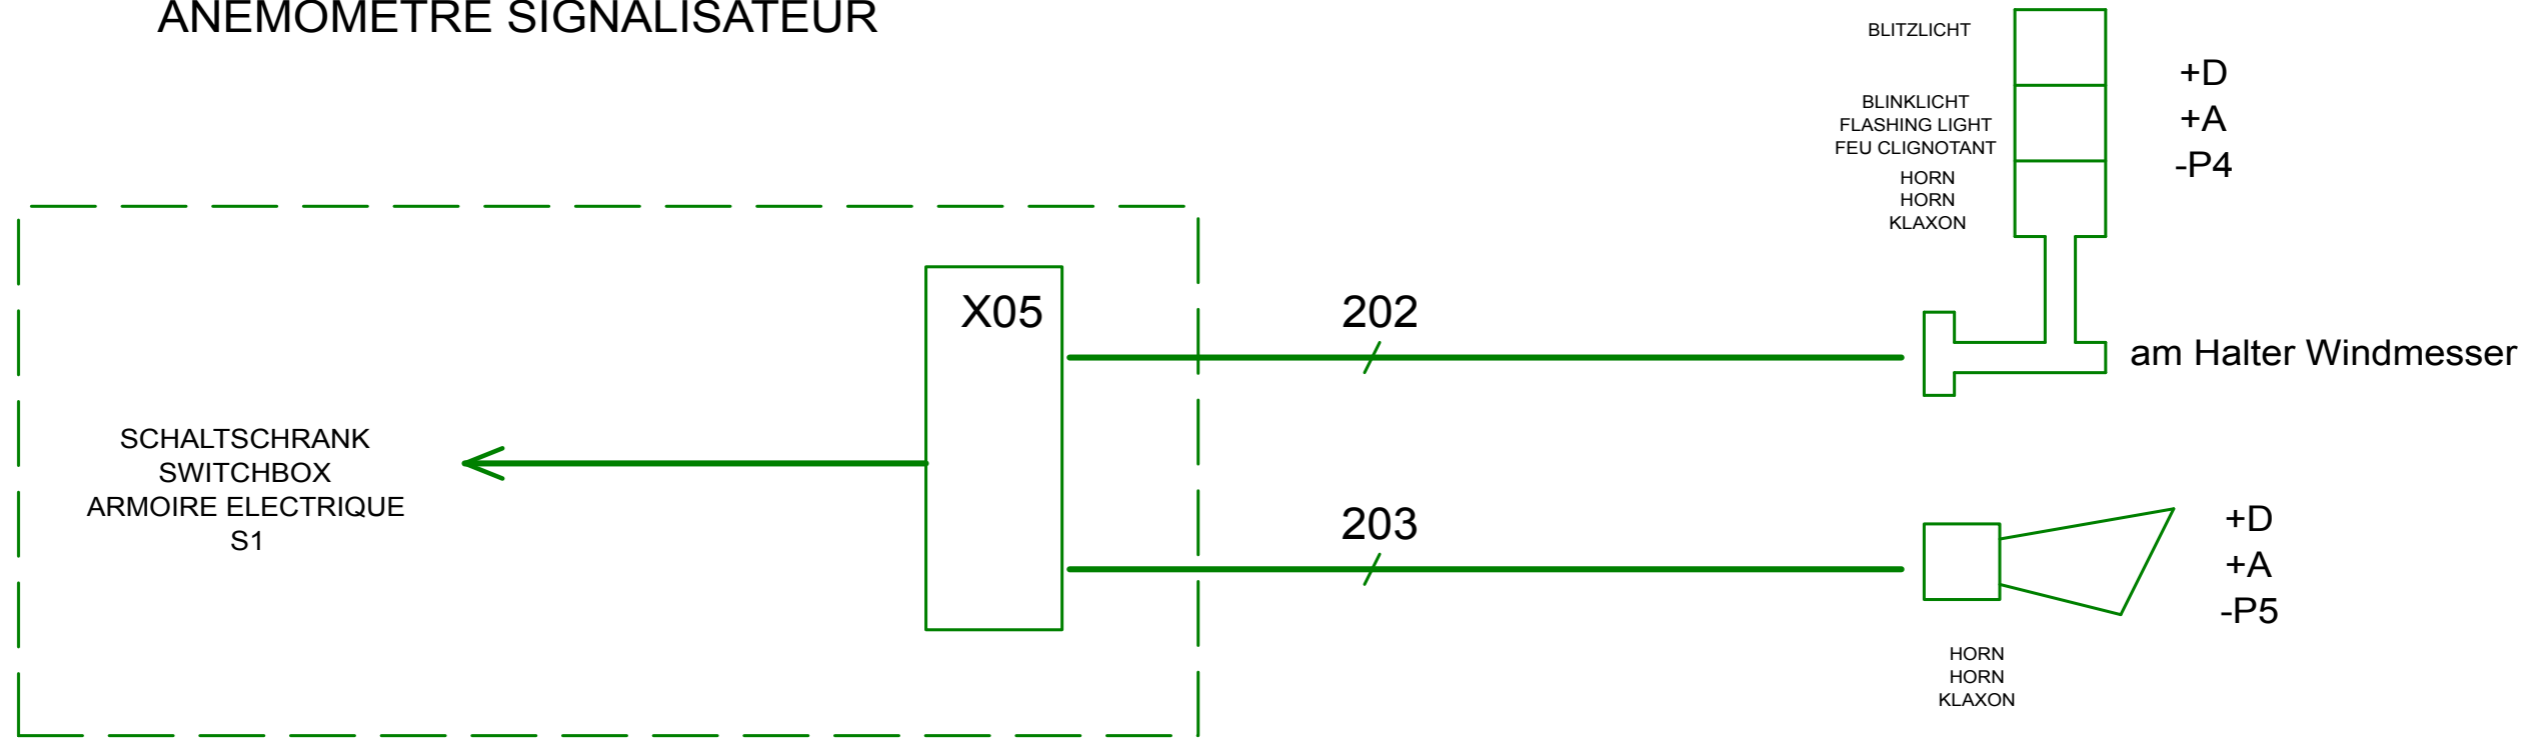 ANEMOMETRE SIGNALISATEUR
BLITZLICHT
BLINKLICHT
FLASHING LIGHT
FEU CLIGNOTANT
HORN
HORN
KLAXON
+D
+A
-P4
X05
202
am Halter Windmesser
SCHALTSCHRANK
SWITCHBOX
ARMOIRE ELECTRIQUE
S1
203
+D
+A
-P5
HORN
HORN
KLAXON